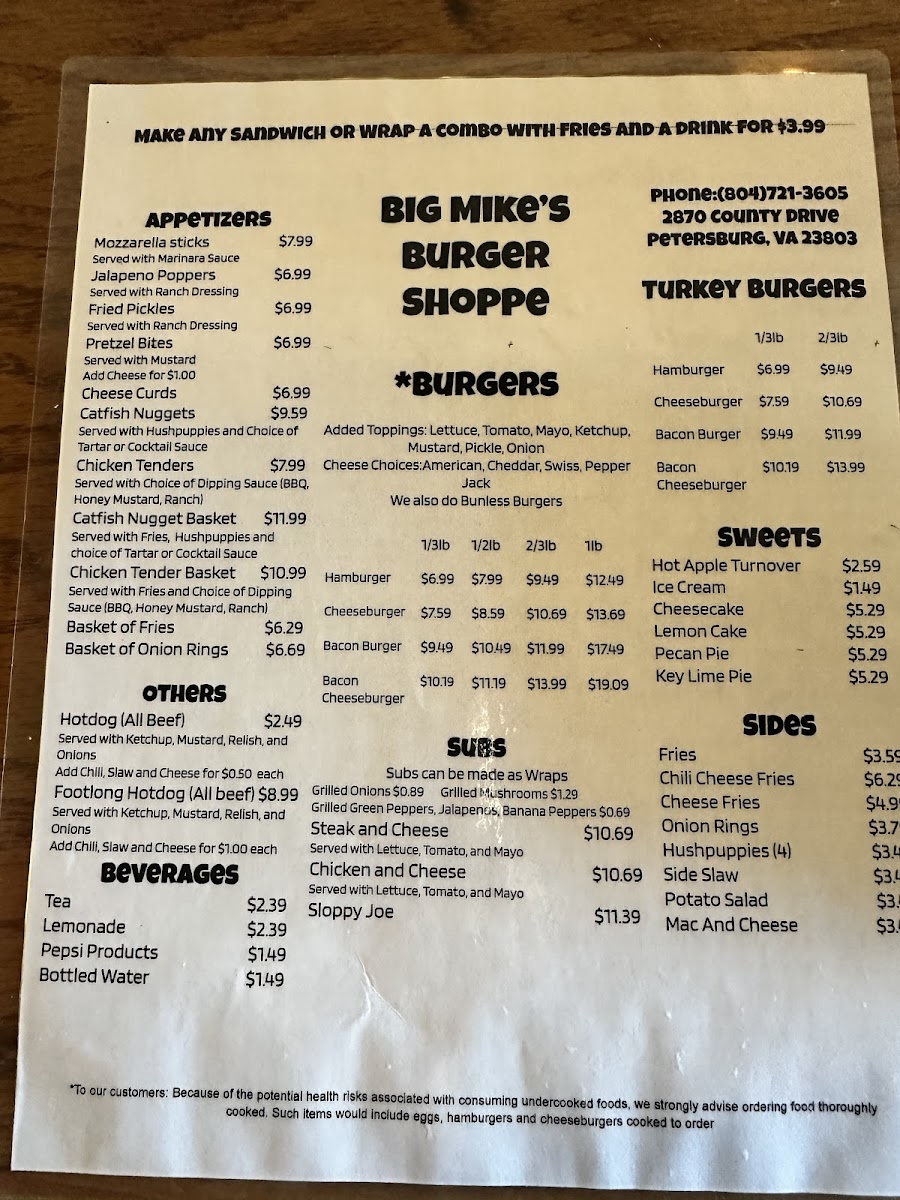 MAKE ANY SANDWICH OR WRAP A COMBO WITH FRIES AND A DRINK FOR $3.99
APPETIZERS
Mozzarella sticks $7.99
Served with Marinara Sauce
Jalapeno Poppers $6.99
Served with Ranch Dressing
Fried Pickles $6.99
Served with Ranch Dressing
Pretzel Bites $6.99
Served with Mustard
Add Cheese for $1.00
Cheese Curds $6.99
Catfish Nuggets $9.59
Served with Hushpuppies and Choice of
Tartar or Cocktail Sauce
Chicken Tenders $7.99
Served with Choice of Dipping Sauce (BBQ,
Honey Mustard, Ranch)
Catfish Nugget Basket $11.99
Served with Fries, Hushpuppies and
choice of Tartar or Cocktail Sauce
Chicken Tender Basket $10.99
Served with Fries and Choice of Dipping
Sauce (BBQ, Honey Mustard, Ranch)
Basket of Fries $6.29
Basket of Onion Rings $6.69
OTHERS
Hotdog (All Beef) $2.49
Served with Ketchup, Mustard, Relish, and
Onions
Add Chili, Slaw and Cheese for $0.50 each
Footlong Hotdog (All beef) $8.99
Served with Ketchup, Mustard, Relish, and
Onions
Add Chili, Slaw and Cheese for $1.00 each
BEVERAGES
Tea $2.39
Lemonade $2.39
Pepsi Products $1.49
Bottled Water $1.49
BIG MIKE'S
BURGER
SHOPPE
*BURGERS
Added Toppings: Lettuce, Tomato, Mayo, Ketchup,
Mustard, Pickle, Onion
Cheese Choices:American, Cheddar, Swiss, Pepper
Jack
We also do Bunless Burgers
1/3lb 1/2lb 2/3lb 1lb
Hamburger $6.99 $7.99 $9.49 $12.49
Cheeseburger $7.59 $8.59 $10.69 $13.69
Bacon Burger $9.49 $10.49 $11.99 $17.49
Bacon $10.19 $11.19 $13.99 $19.09
Cheeseburger
SUBS
Subs can be made as Wraps
Grilled Onions $0.89 Grilled Mushrooms $1.29
Grilled Green Peppers, Jalapenos, Banana Peppers $0.69
Steak and Cheese $10.69
Served with Lettuce, Tomato, and Mayo
Chicken and Cheese $10.69
Served with Lettuce, Tomato, and Mayo
Sloppy Joe $11.39
PHONE:(804)721-3605
2870 COUNTY DRIVE
PETERSBURG, VA 23803
TURKEY BURGERS
1/3lb 2/3lb
Hamburger $6.99 $9.49
Cheeseburger $7.59 $10.69
Bacon Burger $9.49 $11.99
Bacon $10.19 $13.99
Cheeseburger
SWEETS
Hot Apple Turnover $2.59
Ice Cream $1.49
Cheesecake $5.29
Lemon Cake $5.29
Pecan Pie $5.29
Key Lime Pie $5.29
SIDES
Fries $3.59
Chili Cheese Fries $6.2
Cheese Fries $4.9
Onion Rings $3.7
Hushpuppies (4) $3.4
Side Slaw $3.4
Potato Salad $3.
Mac And Cheese $3.
*To our customers: Because of the potential health risks associated with consuming undercooked foods, we strongly advise ordering food thoroughly
cooked. Such items would include eggs, hamburgers and cheeseburgers cooked to order